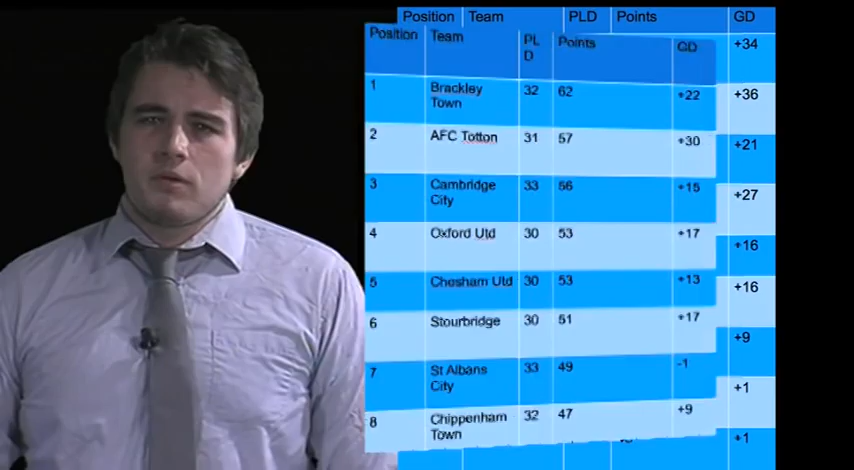 Position Team PLD Points GD
Position Team PL Points GD
D
1 Brackley 32 62 +22
Town
2 AFC Totton 31 57 +30
3 Cambridge 33 56 +15
City
4 Oxford Utd 30 53 +17
5 Chesham Utd 30 53 +13
6 Stourbridge 30 51 +17
7 St Albans 33 49 -1
City
8 Chippenham 32 47 +9
Town
+34
+36
+21
+27
+16
+16
+9
+1
+1